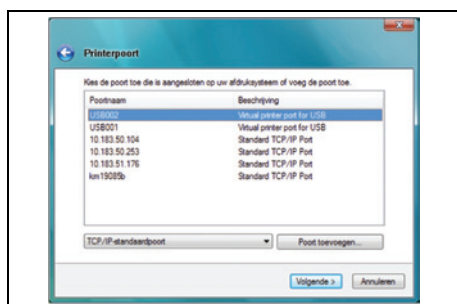 Printerpoort
Kies de poort toe die is aangesloten op uw afdruksysteem of voeg de poort toe.
Poortnaam Beschrijving
USB002 Virtual printer port for USB
USB001 Virtual printer port for USB
10.183.50.104 Standard TCP/IP Port
10.183.50.253 Standard TCP/IP Port
10.183.51.176 Standard TCP/IP Port
km19085b Standard TCP/IP Port
TCP/IP-standaardpoort Poort toevoegen...
Volgende > Annuleren